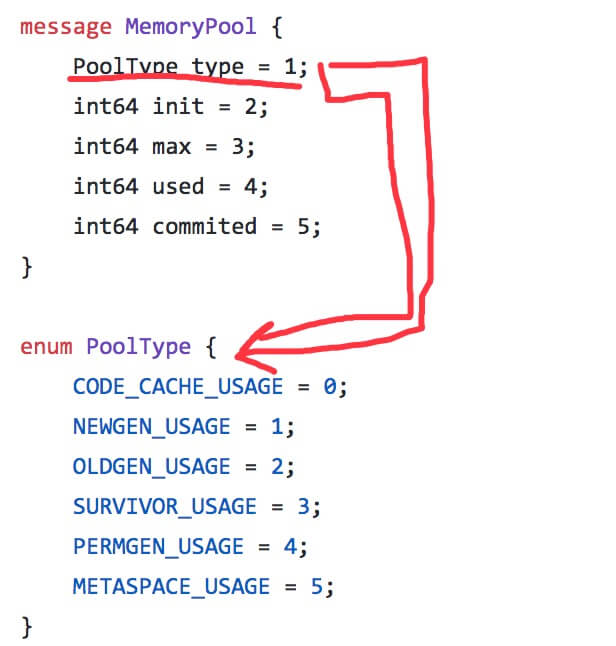 message MemoryPool {
PoolType type = 1;
int64 init = 2;
int64 max = 3;
int64 used = 4;
int64 commited = 5;
}
enum PoolType {
CODE_CACHE_USAGE = 0;
NEWGEN_USAGE = 1;
OLDGEN_USAGE = 2;
SURVIVOR_USAGE = 3;
PERMGEN_USAGE = 4;
METASPACE_USAGE = 5;
}